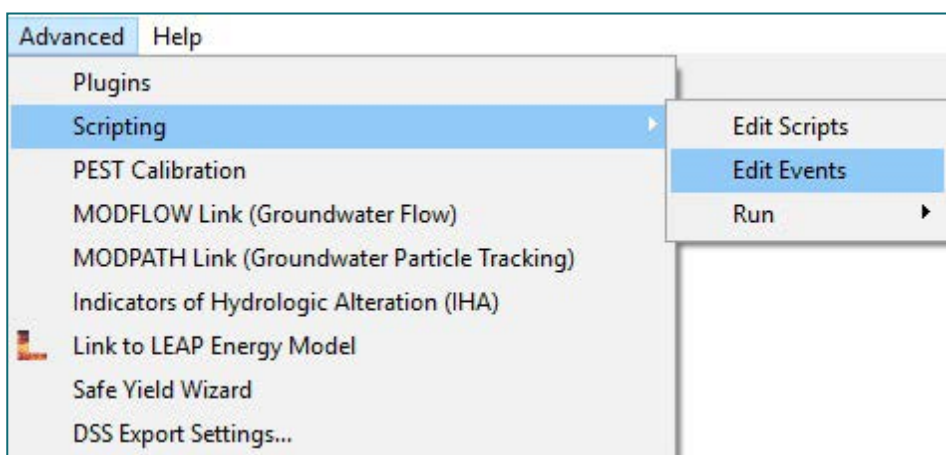 Advanced Help
Plugins
Scripting
Edit Scripts
PEST Calibration
Edit Events
MODFLOW Link (Groundwater Flow)
Run
MODPATH Link (Groundwater Particle Tracking)
Indicators of Hydrologic Alteration (IHA)
Link to LEAP Energy Model
Safe Yield Wizard
DSS Export Settings...